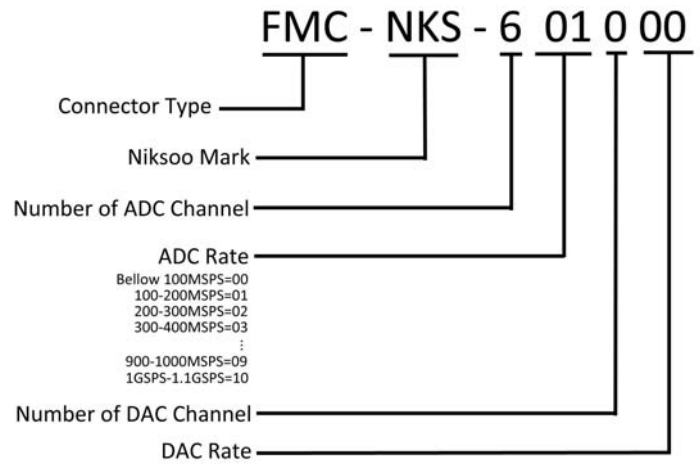 FMC - NKS - 6 01 0 00
Connector Type
Niksoo Mark
Number of ADC Channel
ADC Rate
Bellow 100MSPS=00
100-200MSPS=01
200-300MSPS=02
300-400MSPS=03
⋮
900-1000MSPS=09
1GSPS-1.1GSPS=10
Number of DAC Channel
DAC Rate